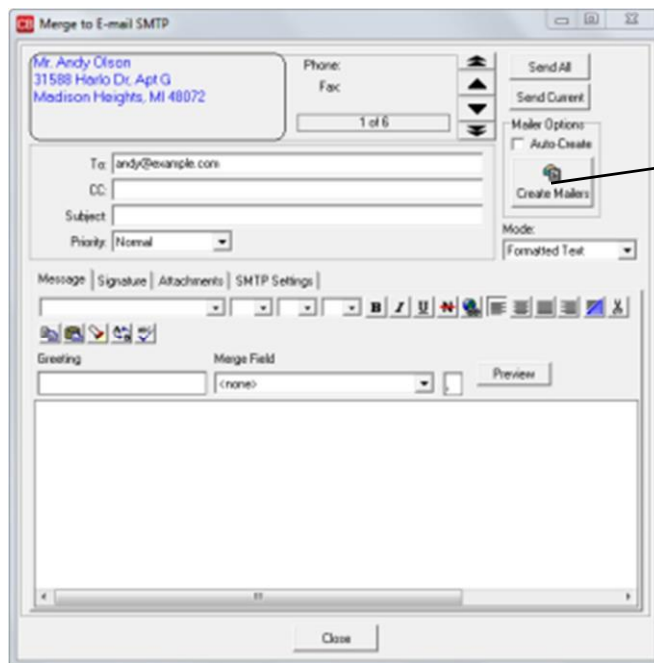 CB Merge to E-mail SMTP
Mr. Andy Olson
31588 Harlo Dr, Apt G
Madison Heights, MI 48072
Phone:
Fax:
1 of 6
Send All
Send Current
Mailer Options
Auto-Create
Create Mailers
To: andy@example.com
CC:
Subject:
Priority: Normal
Mode:
Formatted Text
Message Signature Attachments SMTP Settings
B I U
Greeting
Merge Field
<none>
,
Preview
Close